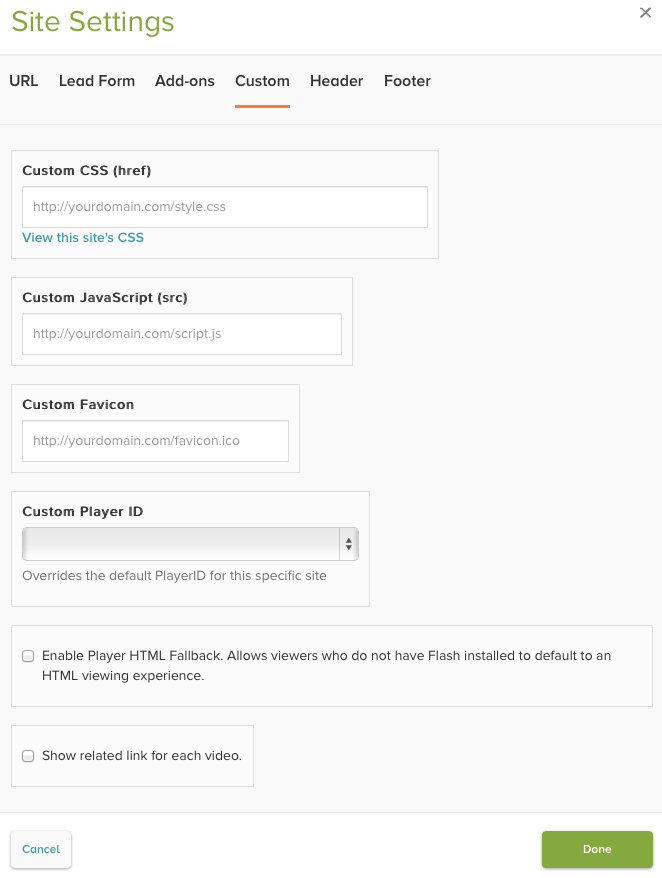 Site Settings
URL Lead Form Add-ons Custom Header Footer
Custom CSS (href)
http://yourdomain.com/style.css
View this site's CSS
Custom JavaScript (src)
http://yourdomain.com/script.js
Custom Favicon
http://yourdomain.com/favicon.ico
Custom Player ID
Overrides the default PlayerID for this specific site
Enable Player HTML Fallback. Allows viewers who do not have Flash installed to default to an
HTML viewing experience.
Show related link for each video.
Cancel Done